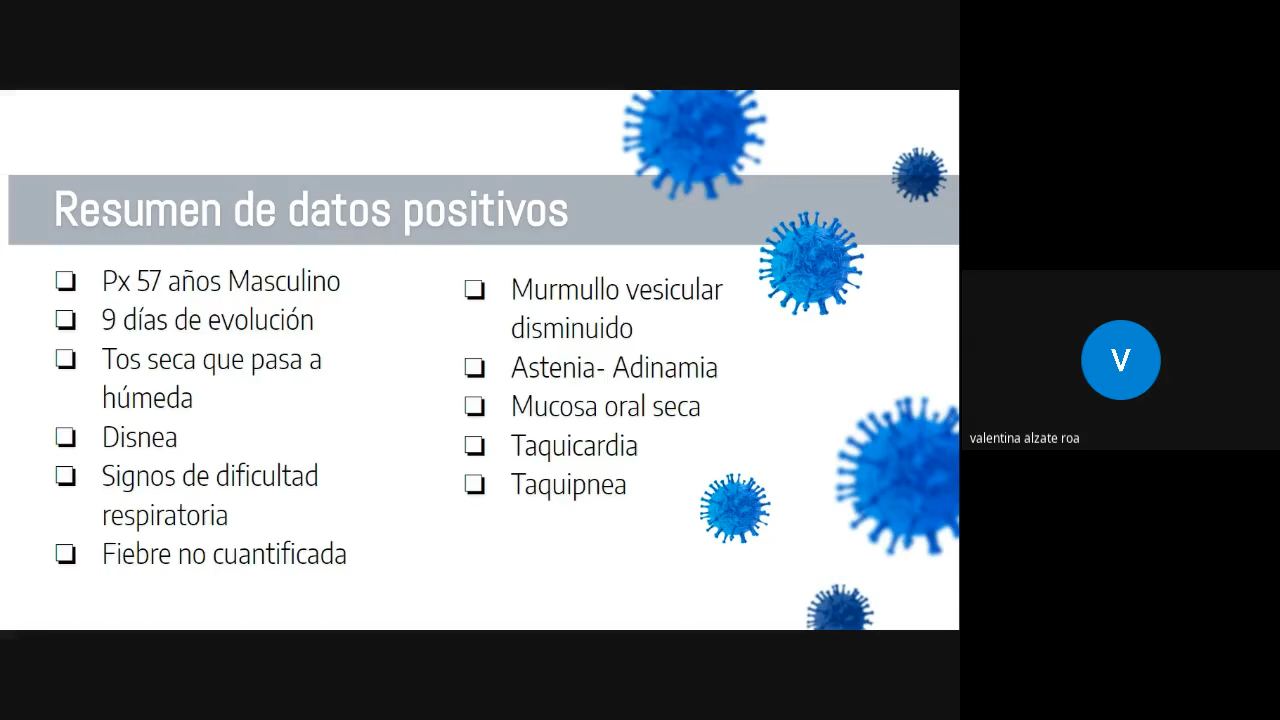 Resumen de datos positivos
Px 57 años Masculino
9 días de evolución
Tos seca que pasa a
húmeda
Disnea
Signos de dificultad
respiratoria
Fiebre no cuantificada
Murmullo vesicular
disminuido
Astenia- Adinamia
Mucosa oral seca
Taquicardia
Taquipnea
V
valentina alzate roa